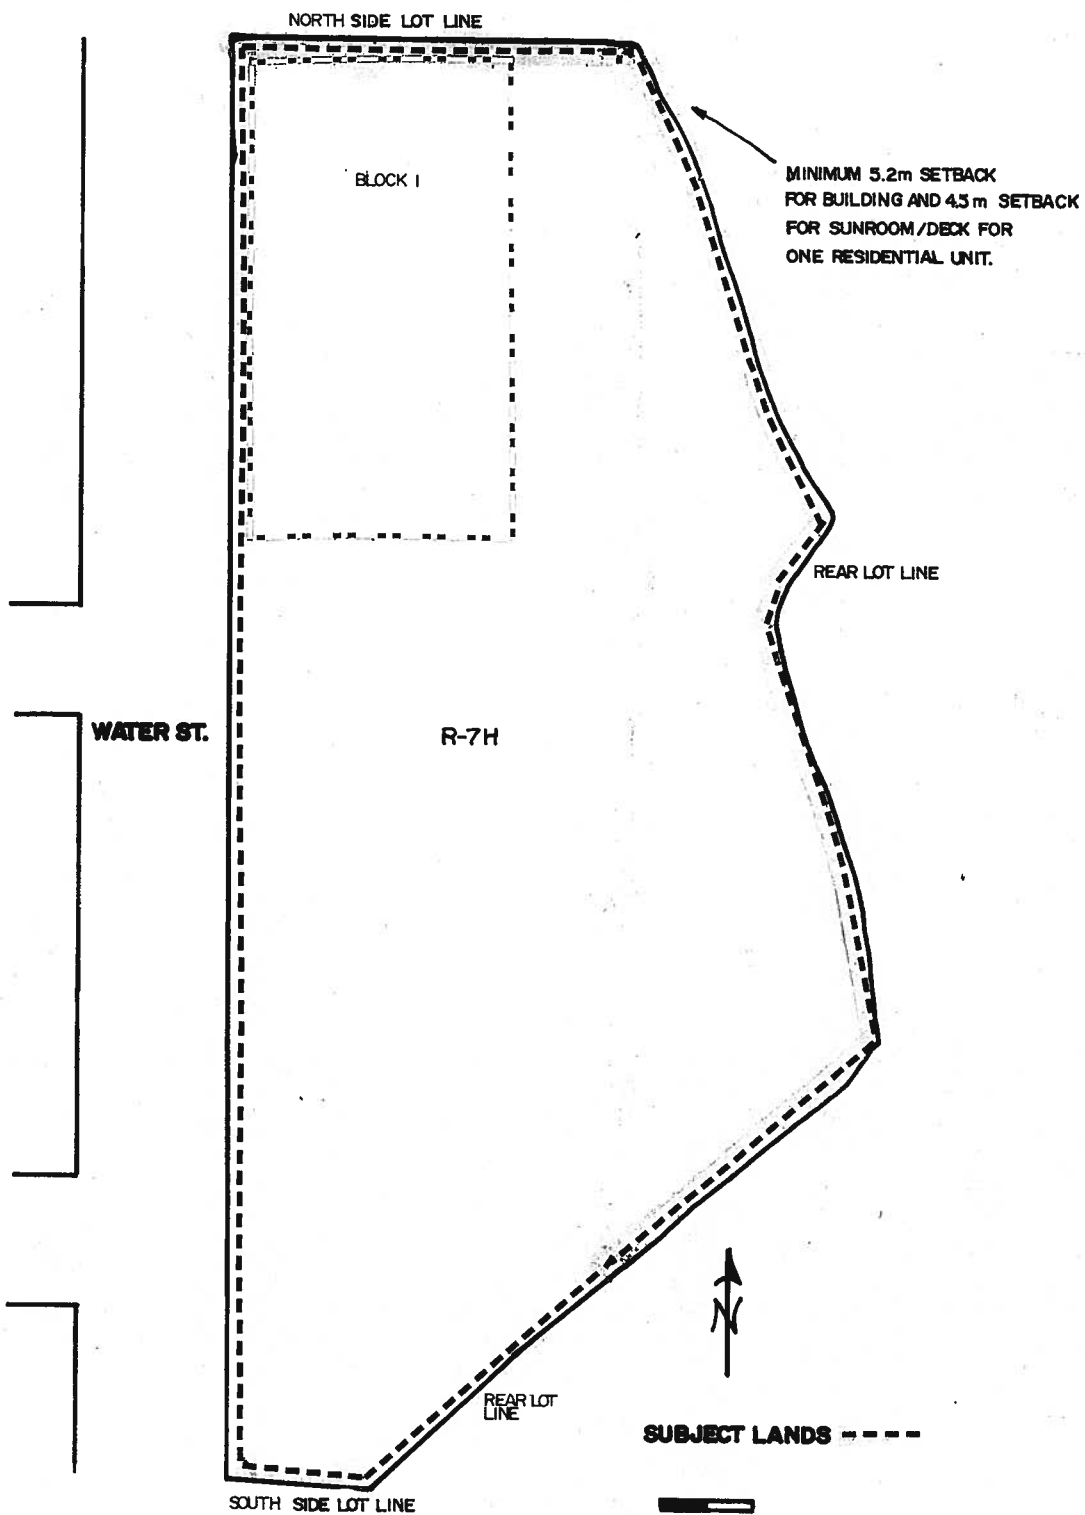 NORTH SIDE LOT LINE
BLOCK 1
MINIMUM 5.2m SETBACK
FOR BUILDING AND 4.5m SETBACK
FOR SUNROOM/DECK FOR
ONE RESIDENTIAL UNIT.
REAR LOT LINE
WATER ST.
R-7H
N
REAR LOT
LINE
SUBJECT LANDS
SOUTH SIDE LOT LINE